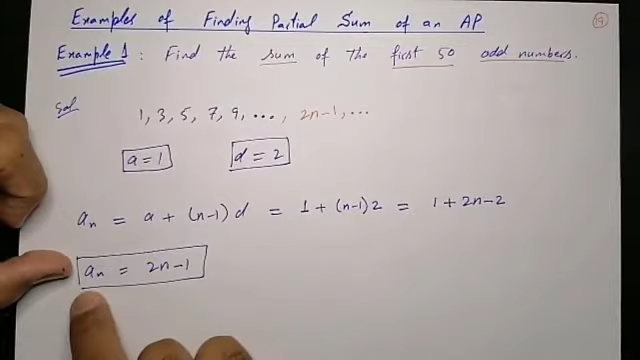 Examples of Finding Partial Sum of an AP
19
Example 1 : Find the sum of the first 50 odd numbers.
Sol
1, 3, 5, 7, 9, ..., 2n-1, ...
a = 1 d = 2
aₙ = a + (n-1) d = 1 + (n-1) 2 = 1 + 2n - 2
aₙ = 2n - 1